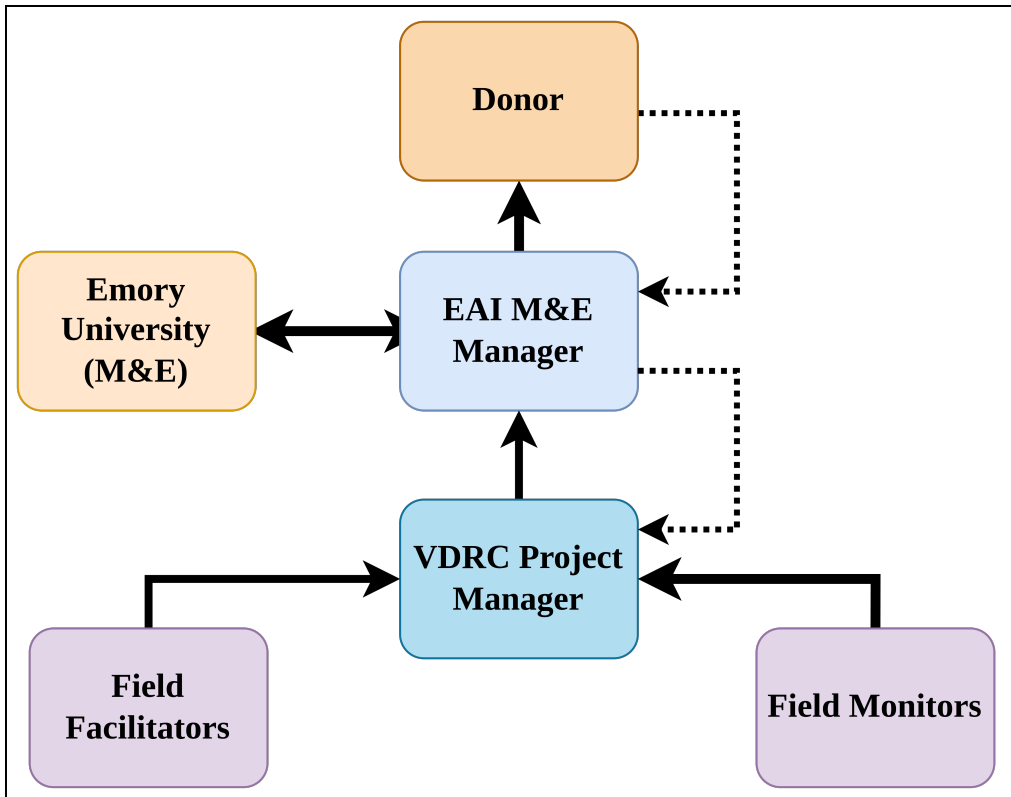 Donor
Emory
University
(M&E)
EAI M&E
Manager
VDRC Project
Manager
Field
Facilitators
Field Monitors